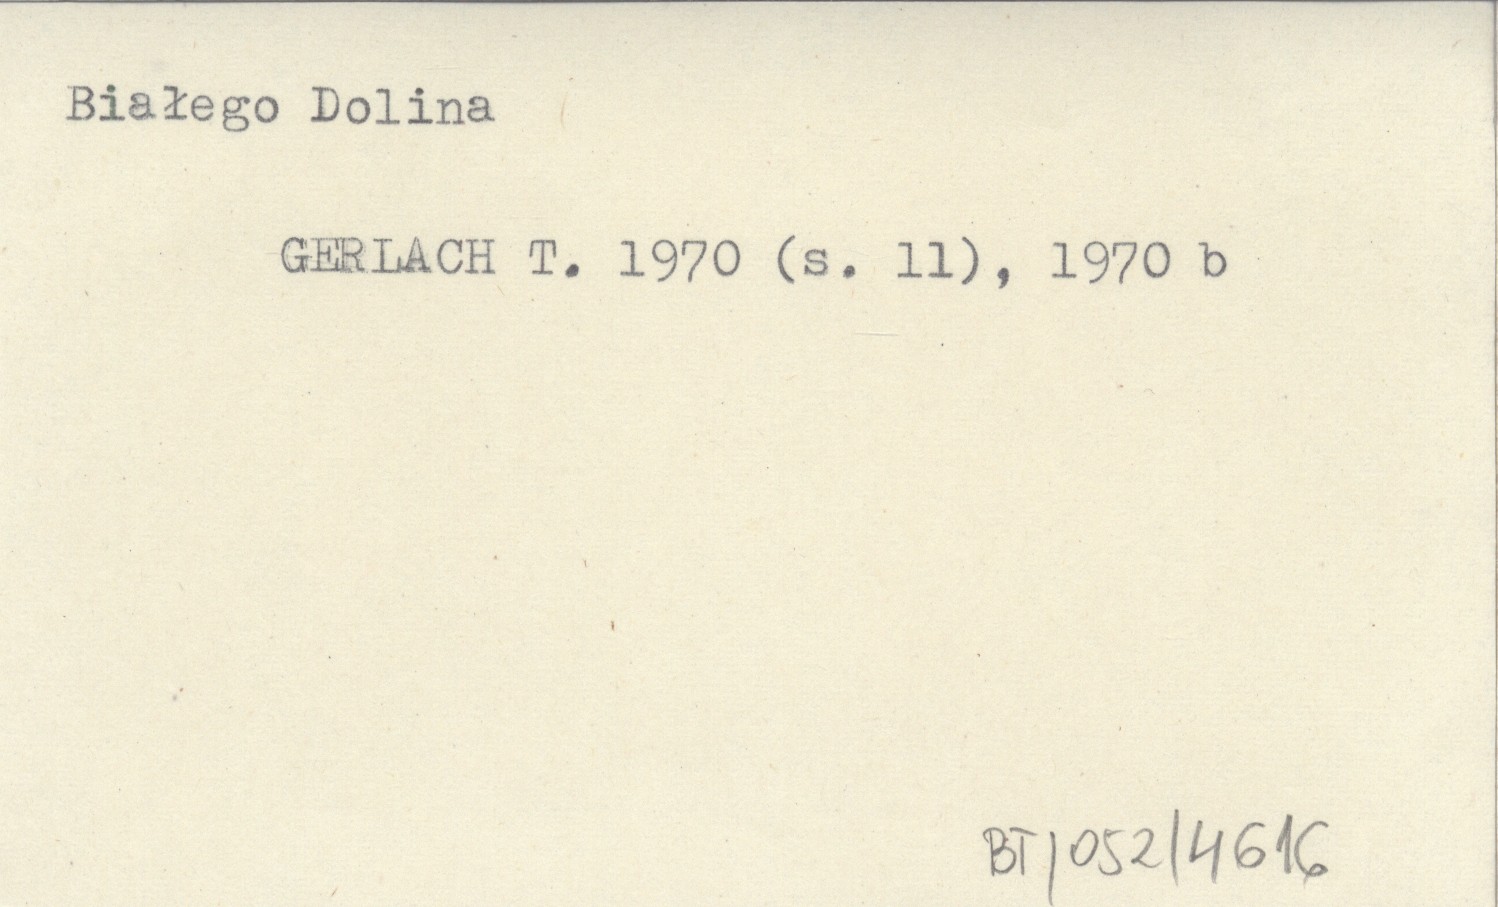 Białego Dolina
GERLACH T. 1970 (s. 11), 1970 b
BT/052/4616